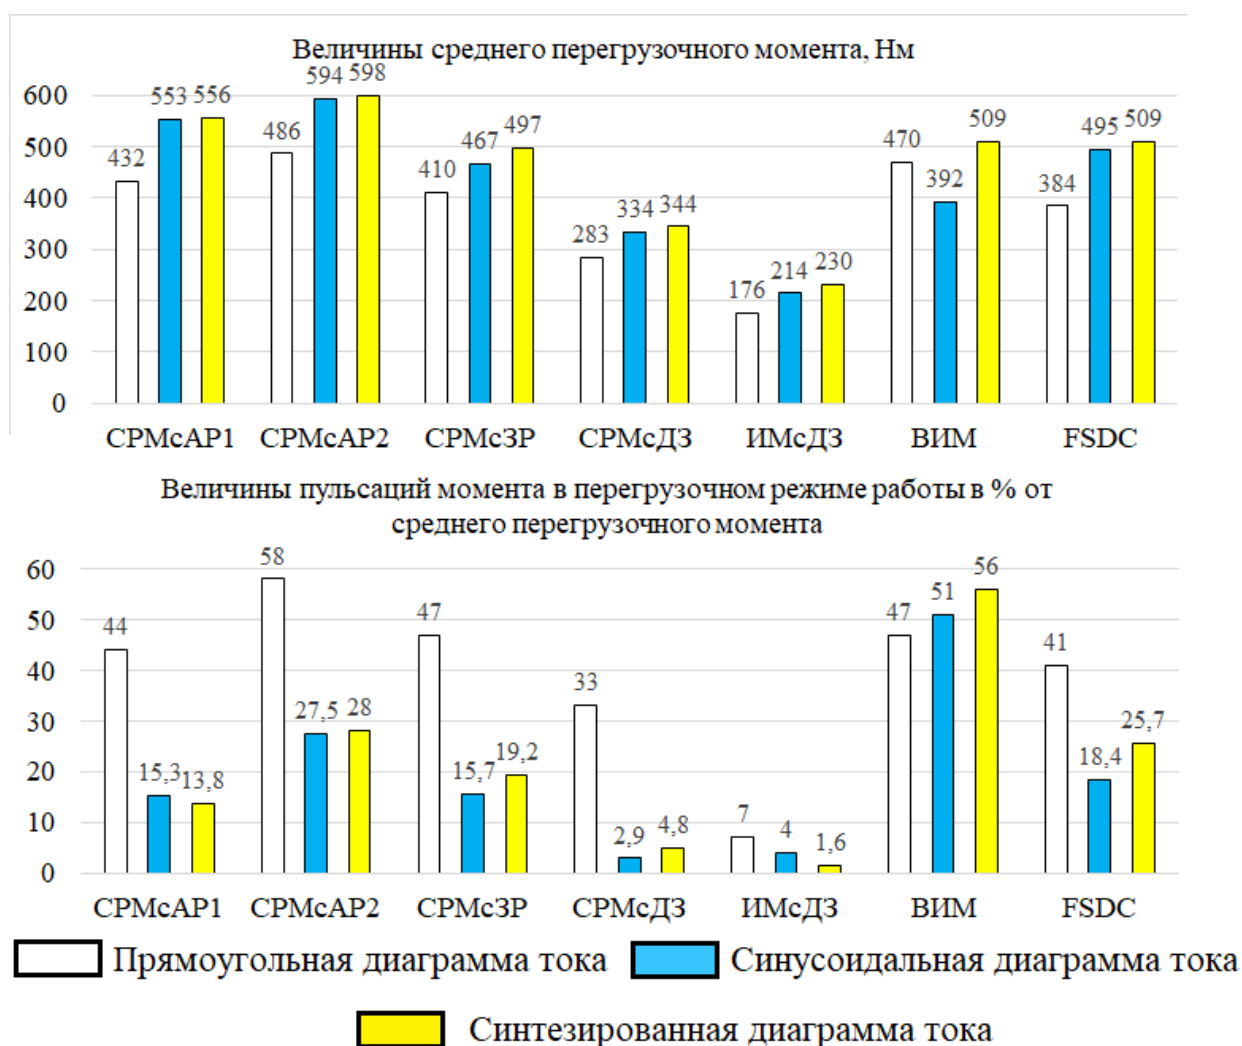 Величины среднего перегрузочного момента, Нм
600
500
400
300
200
100
0
432 553 556
486 594 598
410 467 497
283 334 344
176 214 230
470 392 509
384 495 509
СРМсАР1 СРМсАР2 СРМсЗР СРМсДЗ ИМсДЗ ВИМ FSDC
Величины пульсаций момента в перегрузочном режиме работы в % от
среднего перегрузочного момента
60
50
40
30
20
10
0
44 15,3 13,8
58 27,5 28
47 15,7 19,2
33 2,9 4,8
7 4 1,6
47 51 56
41 18,4 25,7
СРМсАР1 СРМсАР2 СРМсЗР СРМсДЗ ИМсДЗ ВИМ FSDC
Прямоугольная диаграмма тока Синусоидальная диаграмма тока
Синтезированная диаграмма тока